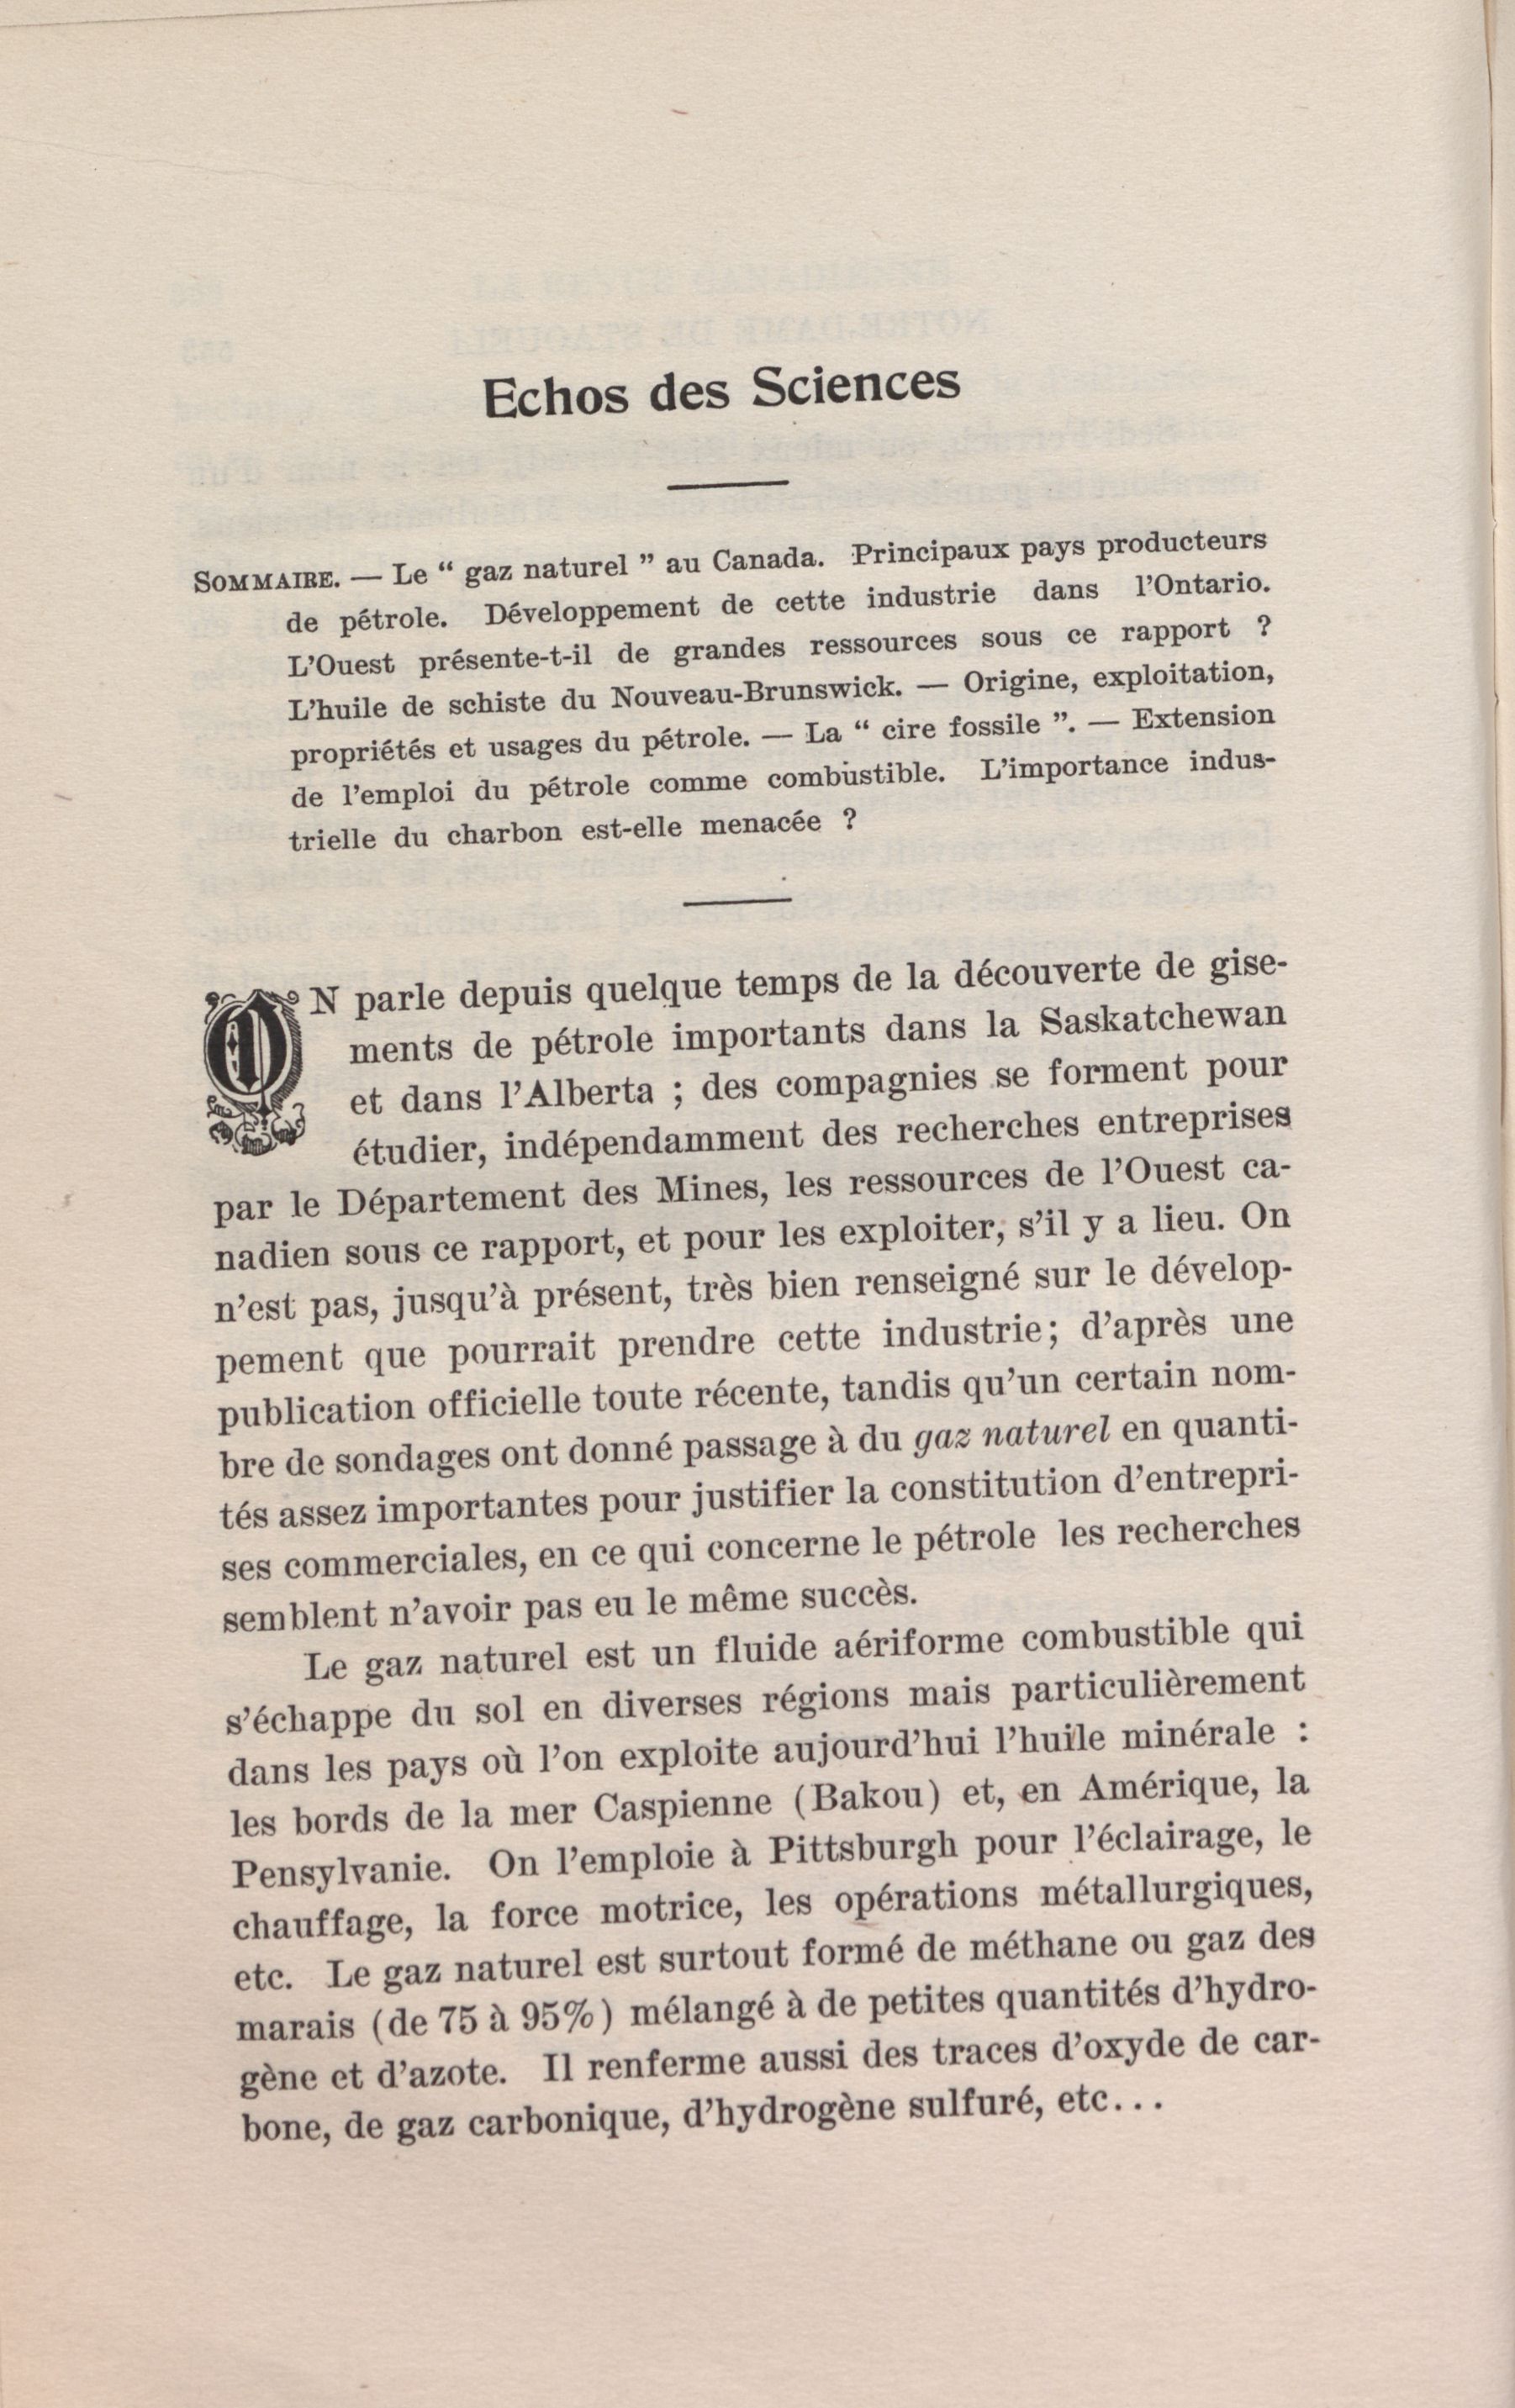 Echos des Sciences
SOMMAIRE. — Le “ gaz naturel ” au Canada. Principaux pays producteurs
de pétrole. Développement de cette industrie dans l’Ontario.
L’Ouest présente-t-il de grandes ressources sous ce rapport ?
L’huile de schiste du Nouveau-Brunswick. — Origine, exploitation,
propriétés et usages du pétrole. — La “ cire fossile ”. — Extension
de l’emploi du pétrole comme combustible. L’importance indus-
trielle du charbon est-elle menacée ?
ON parle depuis quelque temps de la découverte de gise-
ments de pétrole importants dans la Saskatchewan
et dans l’Alberta ; des compagnies se forment pour
étudier, indépendamment des recherches entreprises
par le Département des Mines, les ressources de l’Ouest ca-
nadien sous ce rapport, et pour les exploiter, s’il y a lieu. On
n’est pas, jusqu’à présent, très bien renseigné sur le dévelop-
pement que pourrait prendre cette industrie; d’après une
publication officielle toute récente, tandis qu’un certain nom-
bre de sondages ont donné passage à du gaz naturel en quanti-
tés assez importantes pour justifier la constitution d’entrepri-
ses commerciales, en ce qui concerne le pétrole les recherches
semblent n’avoir pas eu le même succès.
Le gaz naturel est un fluide aériforme combustible qui
s’échappe du sol en diverses régions mais particulièrement
dans les pays où l’on exploite aujourd’hui l’huile minérale :
les bords de la mer Caspienne (Bakou) et, en Amérique, la
Pensylvanie. On l’emploie à Pittsburgh pour l’éclairage, le
chauffage, la force motrice, les opérations métallurgiques,
etc. Le gaz naturel est surtout formé de méthane ou gaz des
marais (de 75 à 95%) mélangé à de petites quantités d’hydro-
gène et d’azote. Il renferme aussi des traces d’oxyde de car-
bone, de gaz carbonique, d’hydrogène sulfuré, etc...